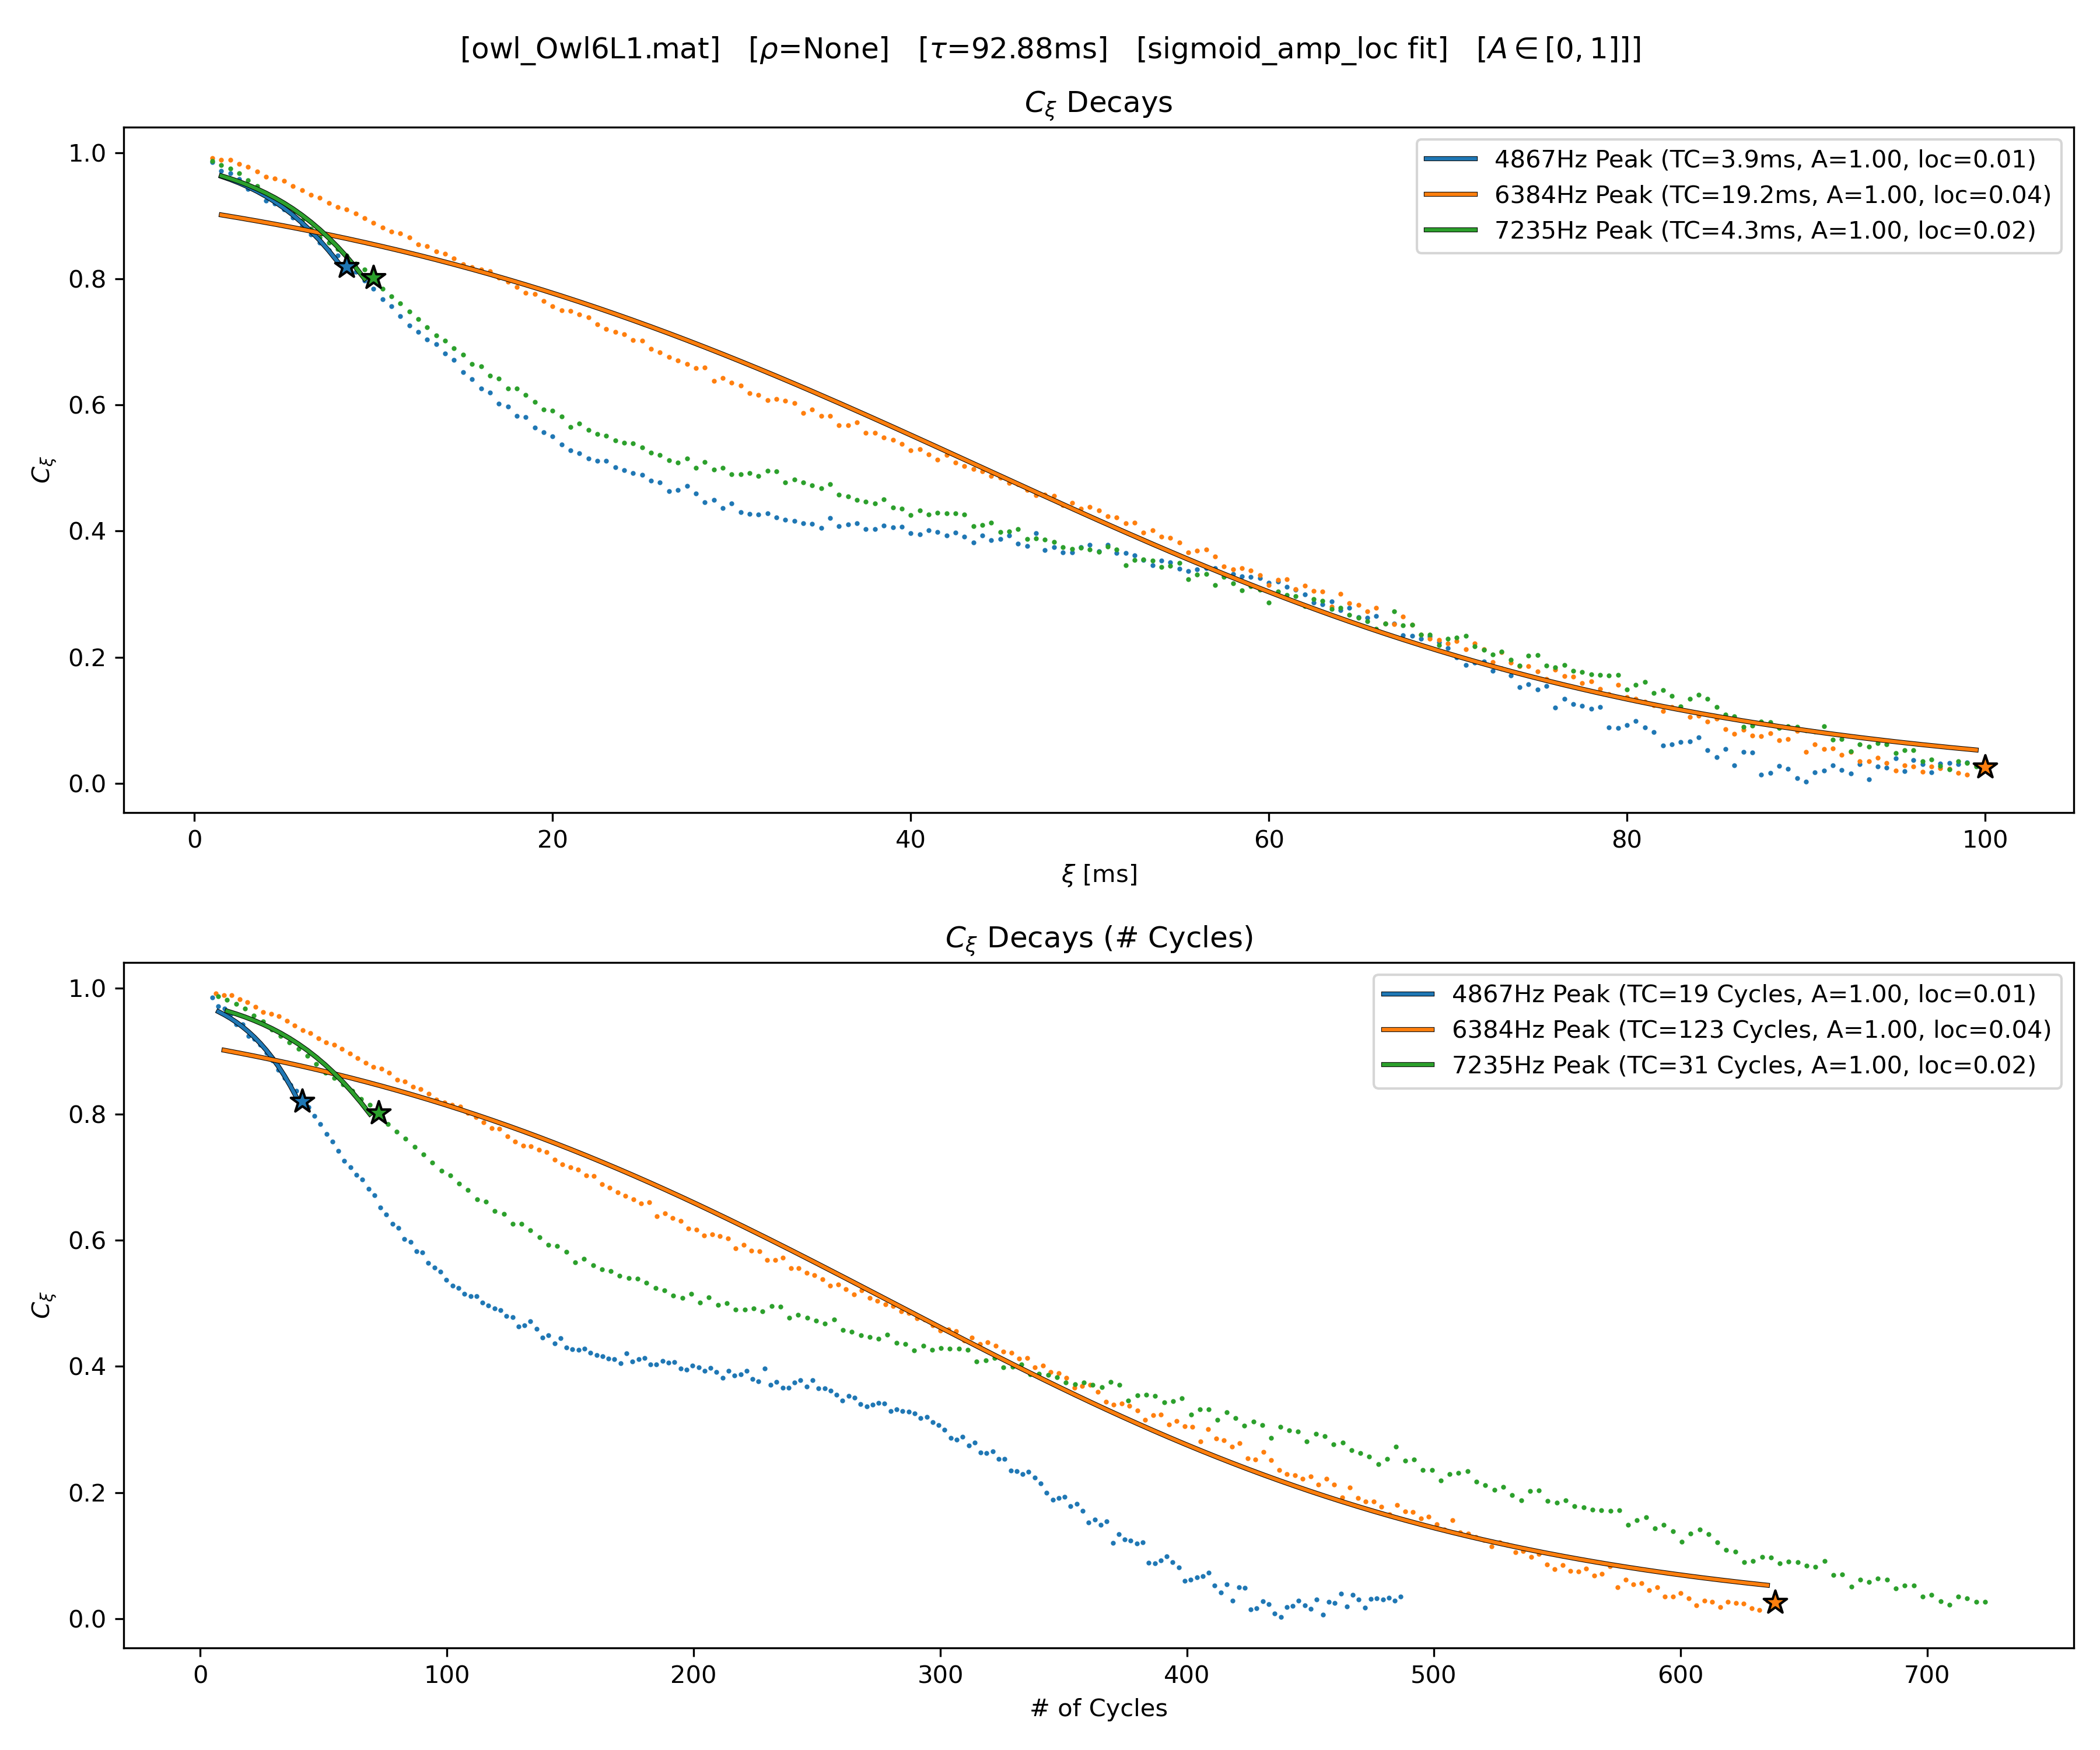 [owl_Owl6L1.mat] [ρ=None] [τ=92.88ms] [sigmoid_amp_loc fit] [A ∈ [0, 1]]]
C_ξ Decays
1.0
0.8
0.6
0.4
0.2
0.0
C_ξ
4867Hz Peak (TC=3.9ms, A=1.00, loc=0.01)
6384Hz Peak (TC=19.2ms, A=1.00, loc=0.04)
7235Hz Peak (TC=4.3ms, A=1.00, loc=0.02)
0 20 40 60 80 100
ξ [ms]
C_ξ Decays (# Cycles)
1.0
0.8
0.6
0.4
0.2
0.0
C_ξ
4867Hz Peak (TC=19 Cycles, A=1.00, loc=0.01)
6384Hz Peak (TC=123 Cycles, A=1.00, loc=0.04)
7235Hz Peak (TC=31 Cycles, A=1.00, loc=0.02)
0 100 200 300 400 500 600 700
# of Cycles